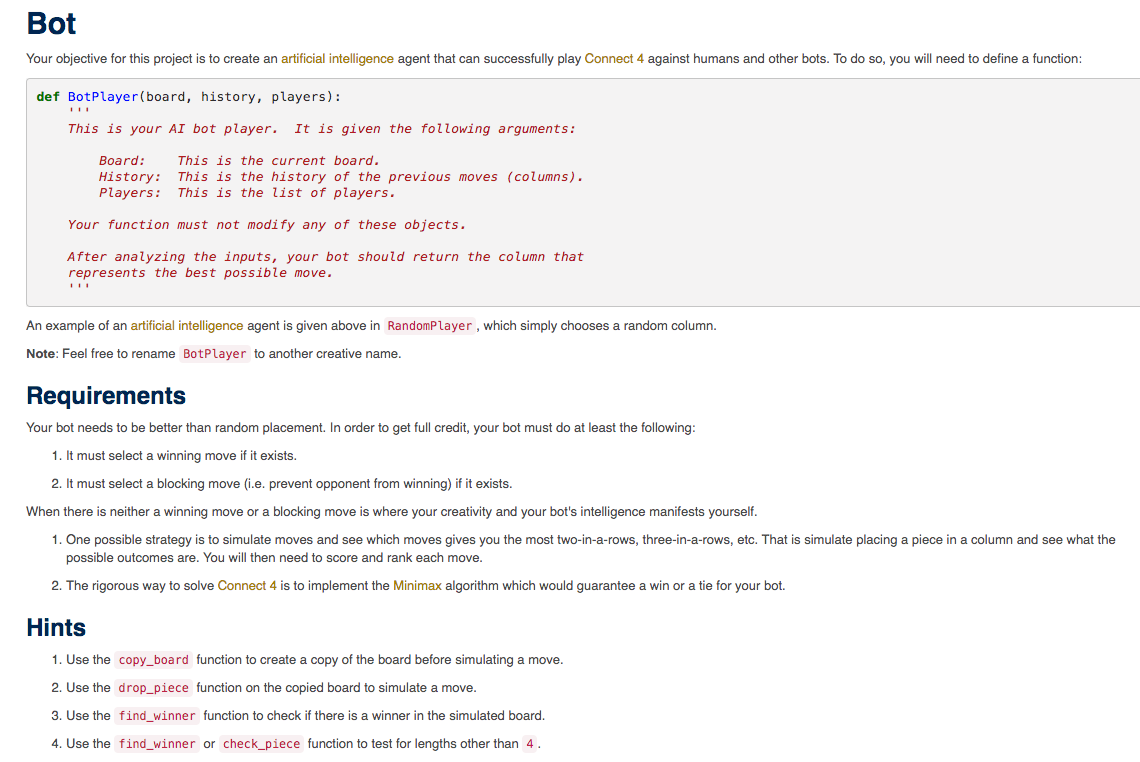 Bot
Your objective for this project is to create an artificial intelligence agent that can successfully play Connect 4 against humans and other bots. To do so, you will need to define a function:
def BotPlayer(board, history, players):
    '''
    This is your AI bot player.  It is given the following arguments:

        Board:    This is the current board.
        History:  This is the history of the previous moves (columns).
        Players:  This is the list of players.

    Your function must not modify any of these objects.

    After analyzing the inputs, your bot should return the column that
    represents the best possible move.
    '''
An example of an artificial intelligence agent is given above in RandomPlayer , which simply chooses a random column.
Note: Feel free to rename BotPlayer to another creative name.
Requirements
Your bot needs to be better than random placement. In order to get full credit, your bot must do at least the following:
1. It must select a winning move if it exists.
2. It must select a blocking move (i.e. prevent opponent from winning) if it exists.
When there is neither a winning move or a blocking move is where your creativity and your bot's intelligence manifests yourself.
1. One possible strategy is to simulate moves and see which moves gives you the most two-in-a-rows, three-in-a-rows, etc. That is simulate placing a piece in a column and see what the
possible outcomes are. You will then need to score and rank each move.
2. The rigorous way to solve Connect 4 is to implement the Minimax algorithm which would guarantee a win or a tie for your bot.
Hints
1. Use the copy_board function to create a copy of the board before simulating a move.
2. Use the drop_piece function on the copied board to simulate a move.
3. Use the find_winner function to check if there is a winner in the simulated board.
4. Use the find_winner or check_piece function to test for lengths other than 4 .